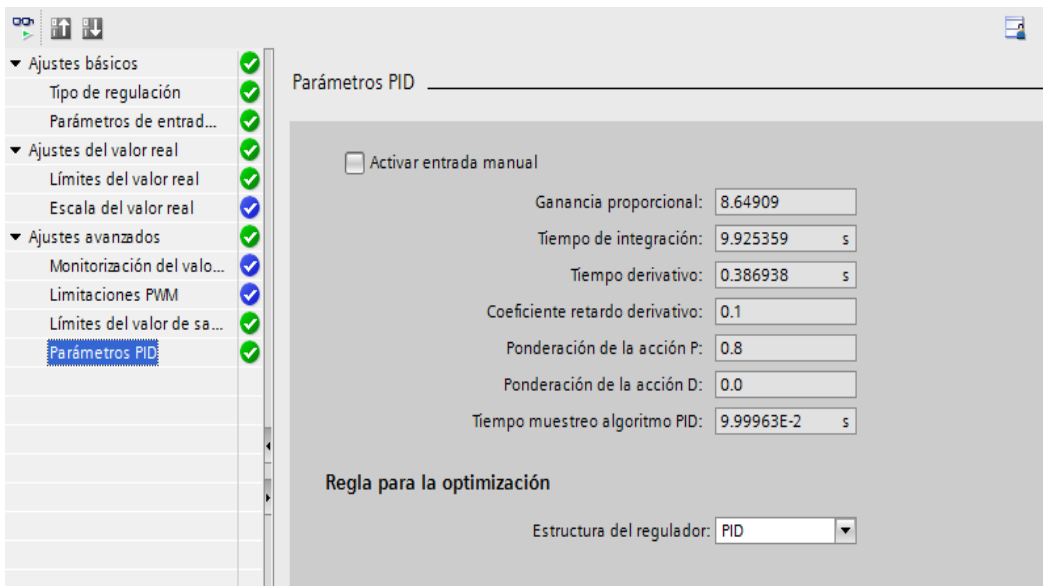 Ajustes básicos
Tipo de regulación
Parámetros de entrad...
Ajustes del valor real
Límites del valor real
Escala del valor real
Ajustes avanzados
Monitorización del valo...
Limitaciones PWM
Límites del valor de sa...
Parámetros PID
Parámetros PID
Activar entrada manual
Ganancia proporcional: 8.64909
Tiempo de integración: 9.925359 s
Tiempo derivativo: 0.386938 s
Coeficiente retardo derivativo: 0.1
Ponderación de la acción P: 0.8
Ponderación de la acción D: 0.0
Tiempo muestreo algoritmo PID: 9.99963E-2 s
Regla para la optimización
Estructura del regulador: PID